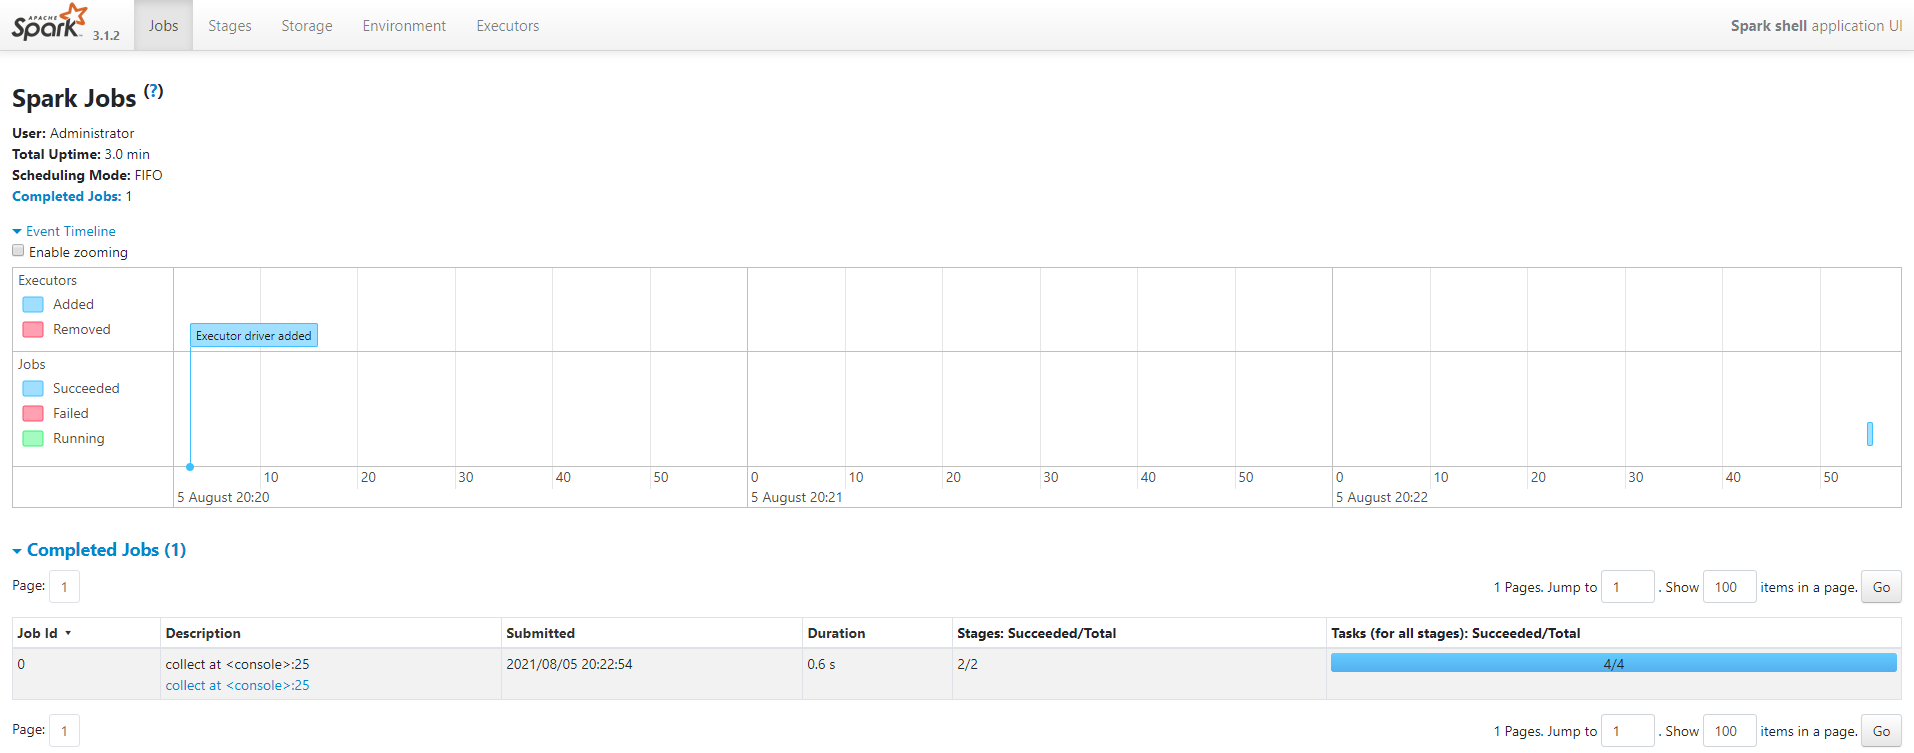 APACHE
Spark 3.1.2 Jobs Stages Storage Environment Executors Spark shell application UI
Spark Jobs (?)
User: Administrator
Total Uptime: 3.0 min
Scheduling Mode: FIFO
Completed Jobs: 1
Event Timeline
Enable zooming
Executors
Added
Removed
Executor driver added
Jobs
Succeeded
Failed
Running
10 20 30 40 50 0 10 20 30 40 50 0 10 20 30 40 50
5 August 20:20 5 August 20:21 5 August 20:22
Completed Jobs (1)
Page: 1 1 Pages. Jump to 1 . Show 100 items in a page. Go
Job Id Description Submitted Duration Stages: Succeeded/Total Tasks (for all stages): Succeeded/Total
0 collect at <console>:25 2021/08/05 20:22:54 0.6 s 2/2 4/4
collect at <console>:25
Page: 1 1 Pages. Jump to 1 . Show 100 items in a page. Go